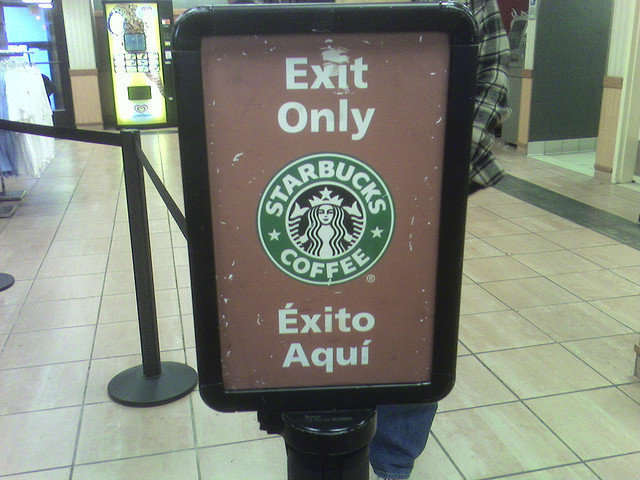 Exit
Only
STARBUCKS
COFFEE
®
Éxito
Aquí